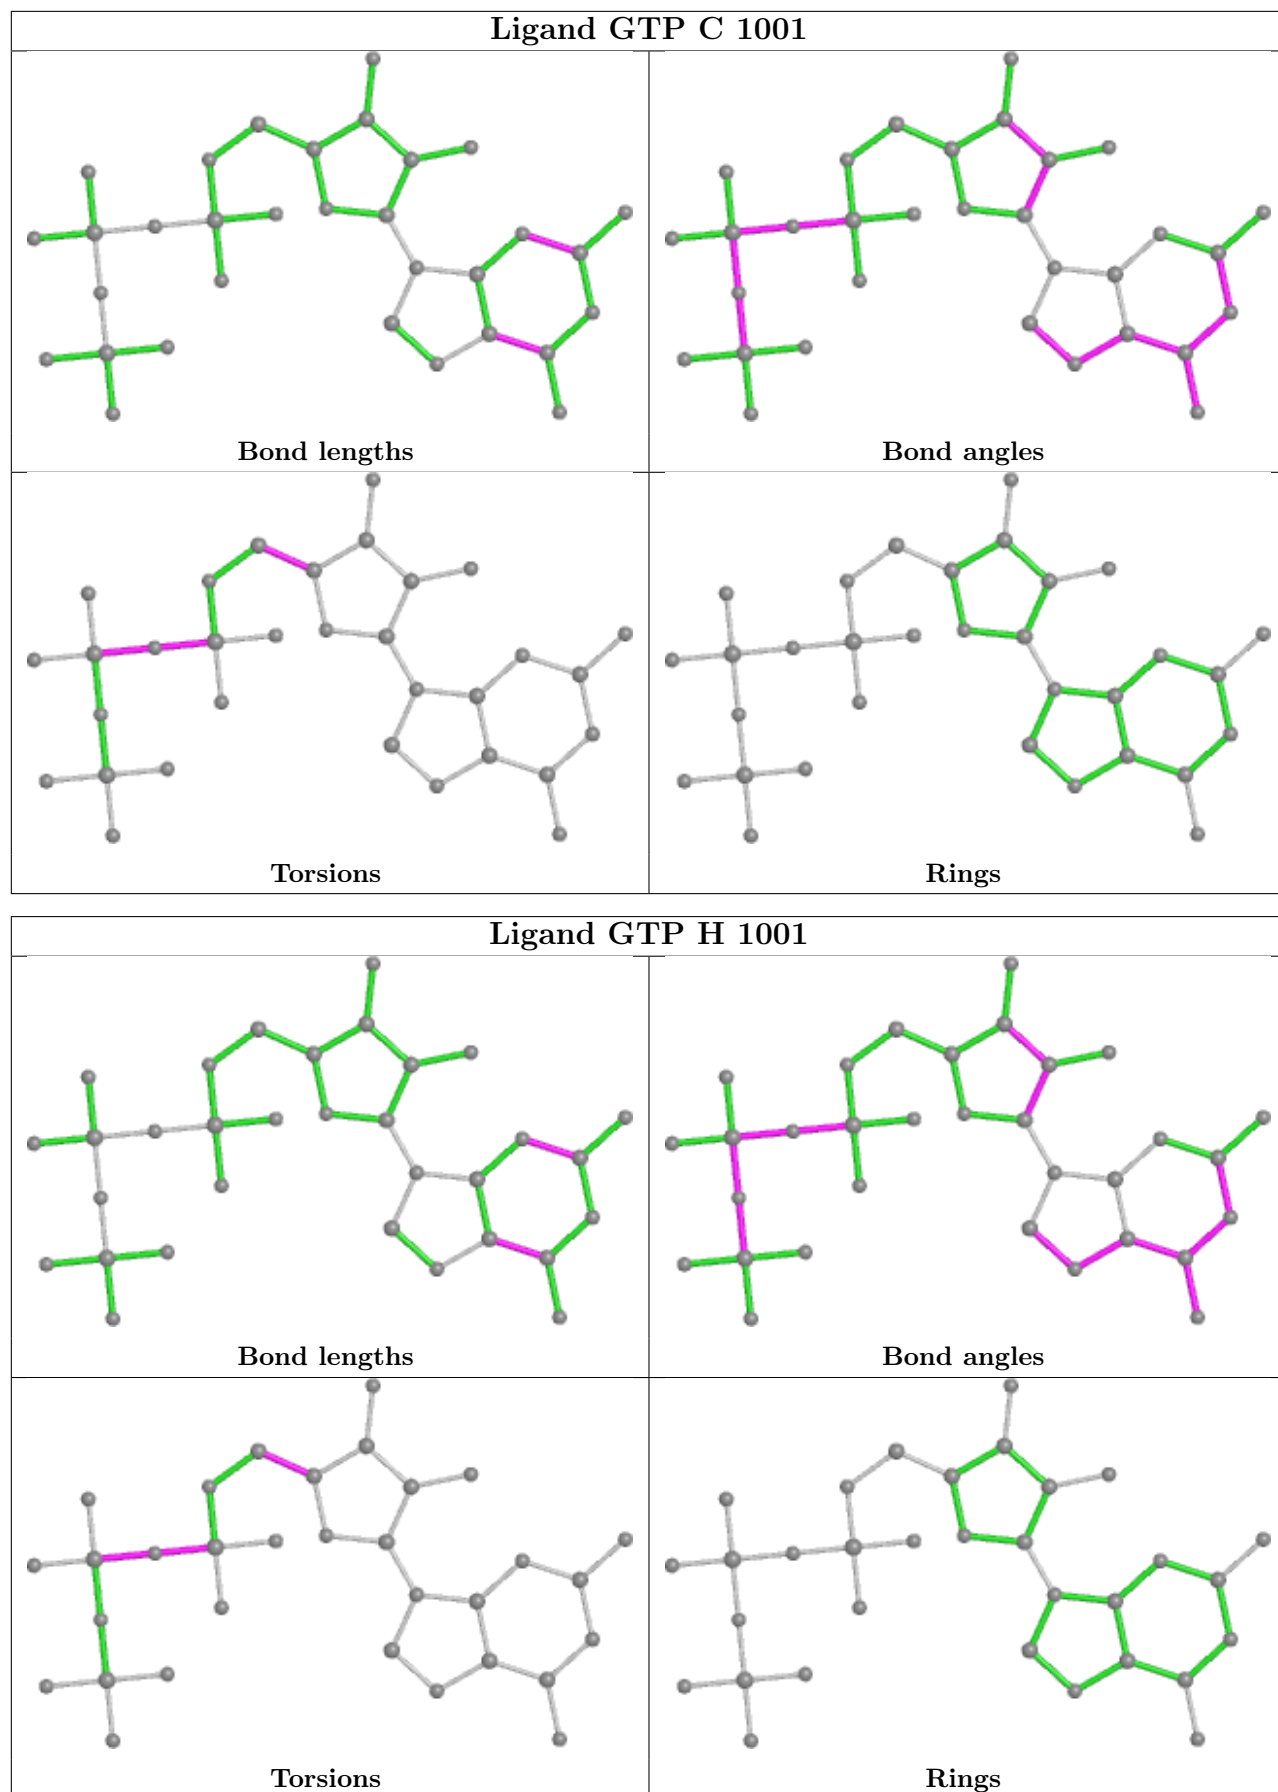 Ligand GTP C 1001
Bond lengths
Bond angles
Torsions
Rings
Ligand GTP H 1001
Bond lengths
Bond angles
Torsions
Rings